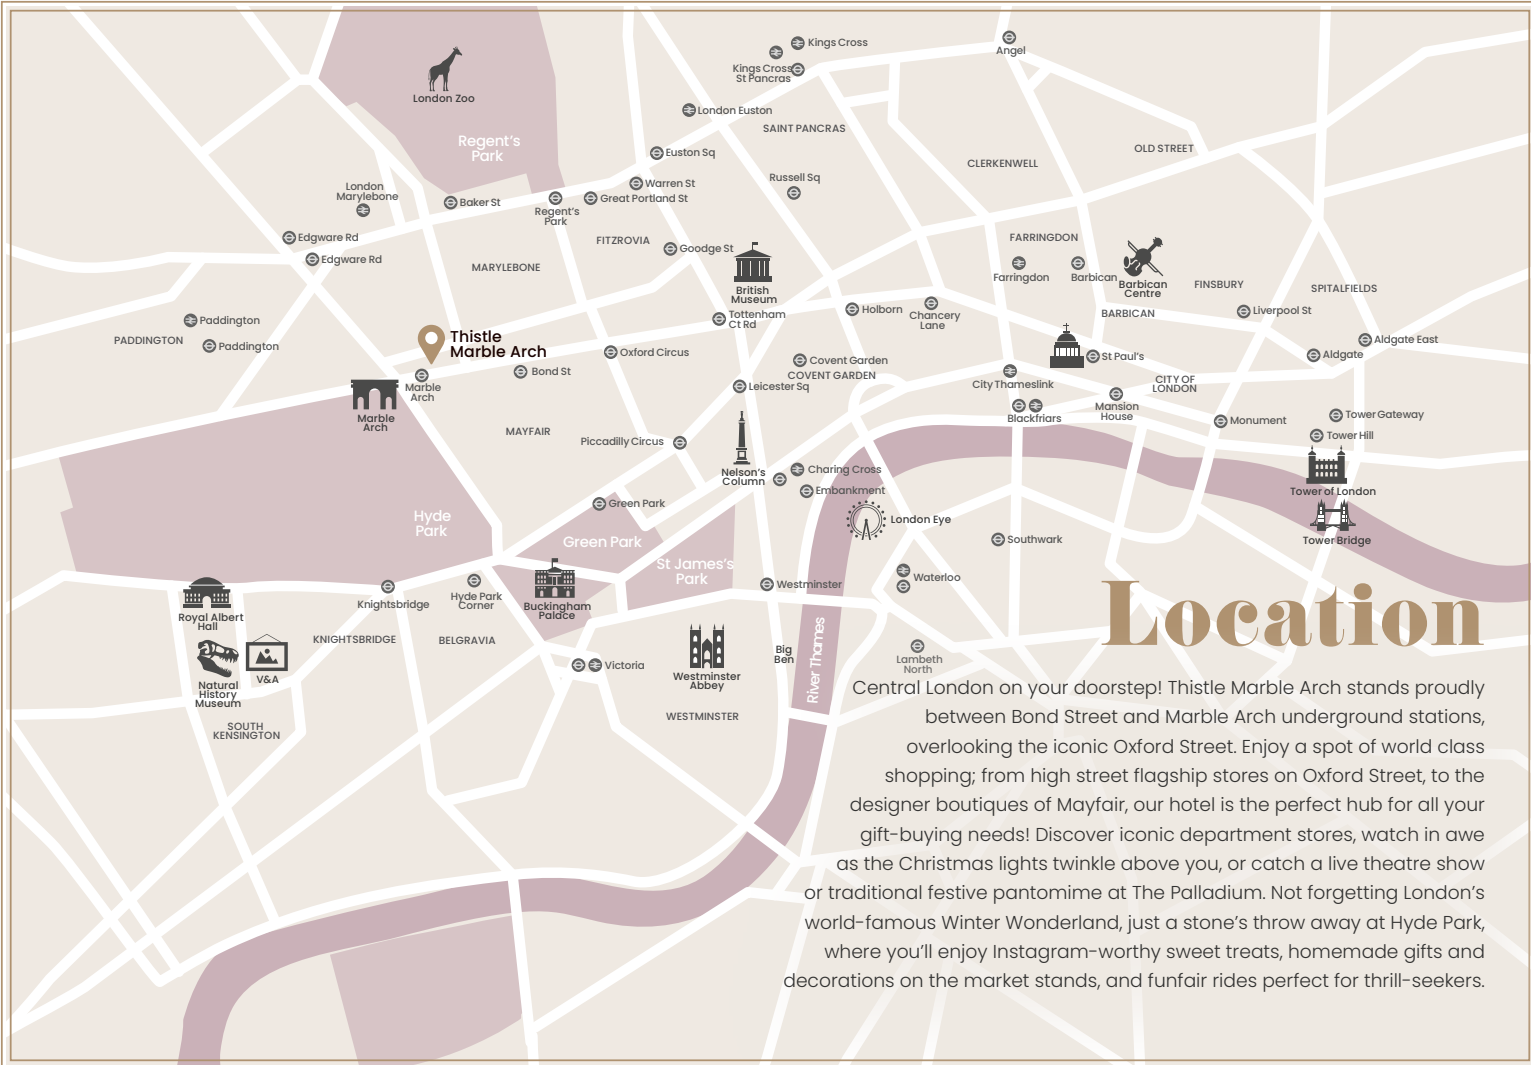 Kings Cross
Kings Cross
St Pancras
Angel
London Zoo
London Euston
SAINT PANCRAS
Regent's
Park
Euston Sq
CLERKENWELL
OLD STREET
London
Marylebone
Warren St
Russell Sq
Baker St
Great Portland St
Regent's
Park
Edgware Rd
Edgware Rd
FITZROVIA
Goodge St
MARYLEBONE
FARRINGDON
Farringdon
Barbican
Barbican
Centre
FINSBURY
SPITALFIELDS
British
Museum
Tottenham
Ct Rd
Holborn
Chancery
Lane
BARBICAN
Liverpool St
Paddington
PADDINGTON
Paddington
Thistle
Marble Arch
Oxford Circus
Bond St
Marble
Arch
Marble
Arch
Covent Garden
COVENT GARDEN
Leicester Sq
St Paul's
City Thameslink
CITY OF
LONDON
Aldgate East
Aldgate
Blackfriars
Mansion
House
Monument
Tower Gateway
Tower Hill
MAYFAIR
Piccadilly Circus
Nelson's
Column
Charing Cross
Embankment
Tower of London
Hyde
Park
Green Park
Green Park
London Eye
Southwark
Tower Bridge
St James's
Park
Westminster
Waterloo
Royal Albert
Hall
Knightsbridge
Hyde Park
Corner
Buckingham
Palace
KNIGHTSBRIDGE
BELGRAVIA
Natural
History
Museum
V&A
SOUTH
KENSINGTON
Victoria
Westminster
Abbey
WESTMINSTER
Big
Ben
River Thames
Lambeth
North
Location
Central London on your doorstep! Thistle Marble Arch stands proudly
between Bond Street and Marble Arch underground stations,
overlooking the iconic Oxford Street. Enjoy a spot of world class
shopping; from high street flagship stores on Oxford Street, to the
designer boutiques of Mayfair, our hotel is the perfect hub for all your
gift-buying needs! Discover iconic department stores, watch in awe
as the Christmas lights twinkle above you, or catch a live theatre show
or traditional festive pantomime at The Palladium. Not forgetting London's
world-famous Winter Wonderland, just a stone's throw away at Hyde Park,
where you'll enjoy Instagram-worthy sweet treats, homemade gifts and
decorations on the market stands, and funfair rides perfect for thrill-seekers.